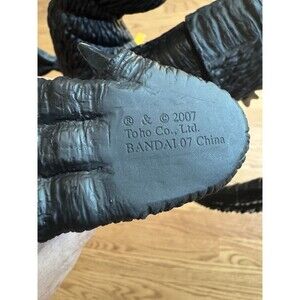 ® & © 2007
Toho Co., Ltd.
BANDAI 07 China